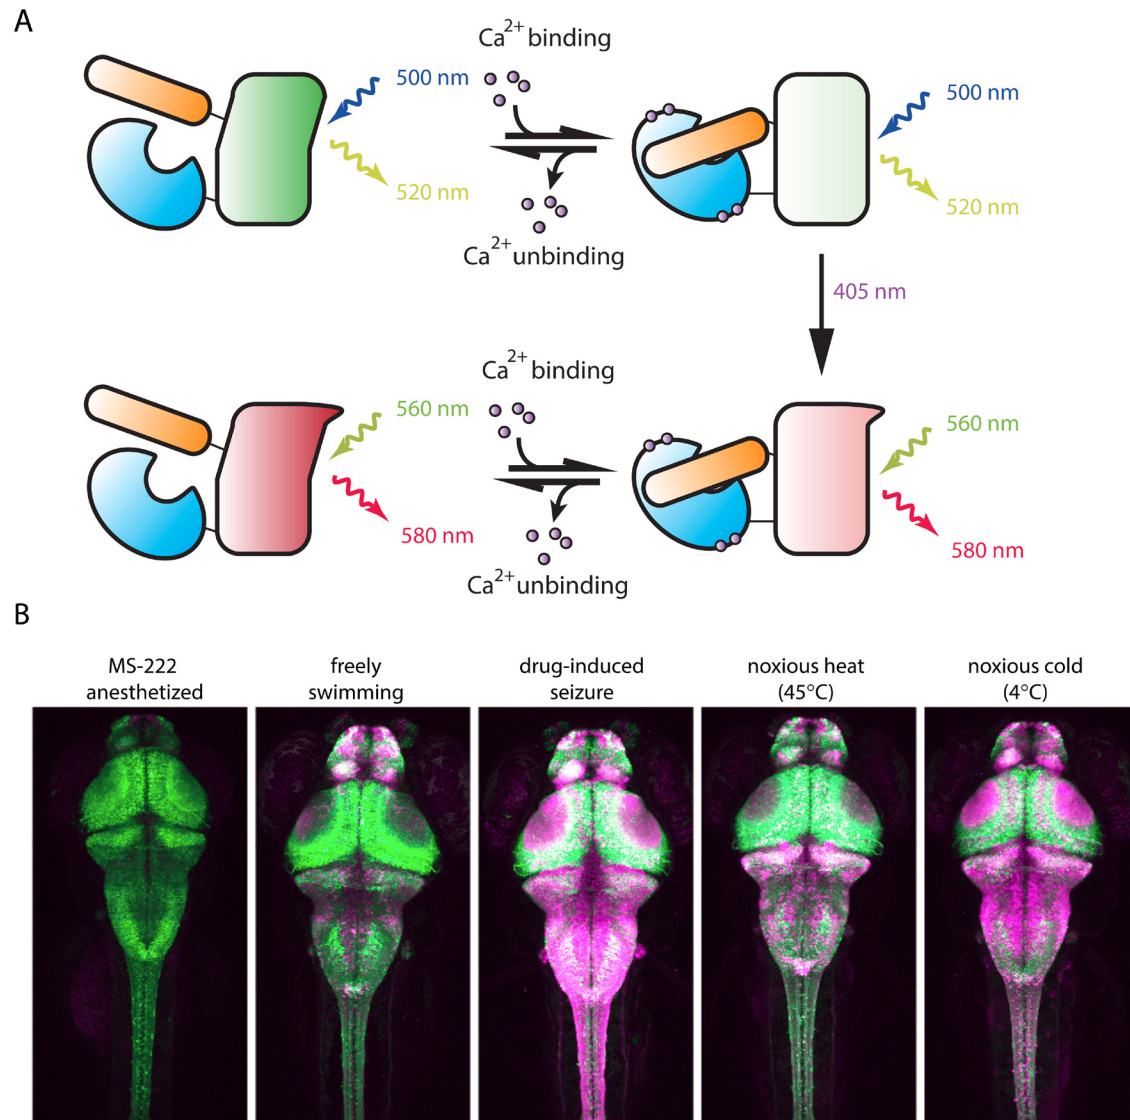 A
Ca2+ binding
500 nm
520 nm
Ca2+ unbinding
500 nm
520 nm
405 nm
Ca2+ binding
560 nm
580 nm
Ca2+ unbinding
560 nm
580 nm
B
MS-222
anesthetized
freely
swimming
drug-induced
seizure
noxious heat
(45°C)
noxious cold
(4°C)